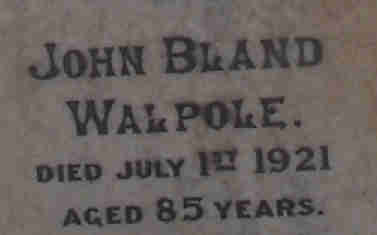 JOHN BLAND
WALPOLE.
DIED JULY 1ST 1921
AGED 85 YEARS.